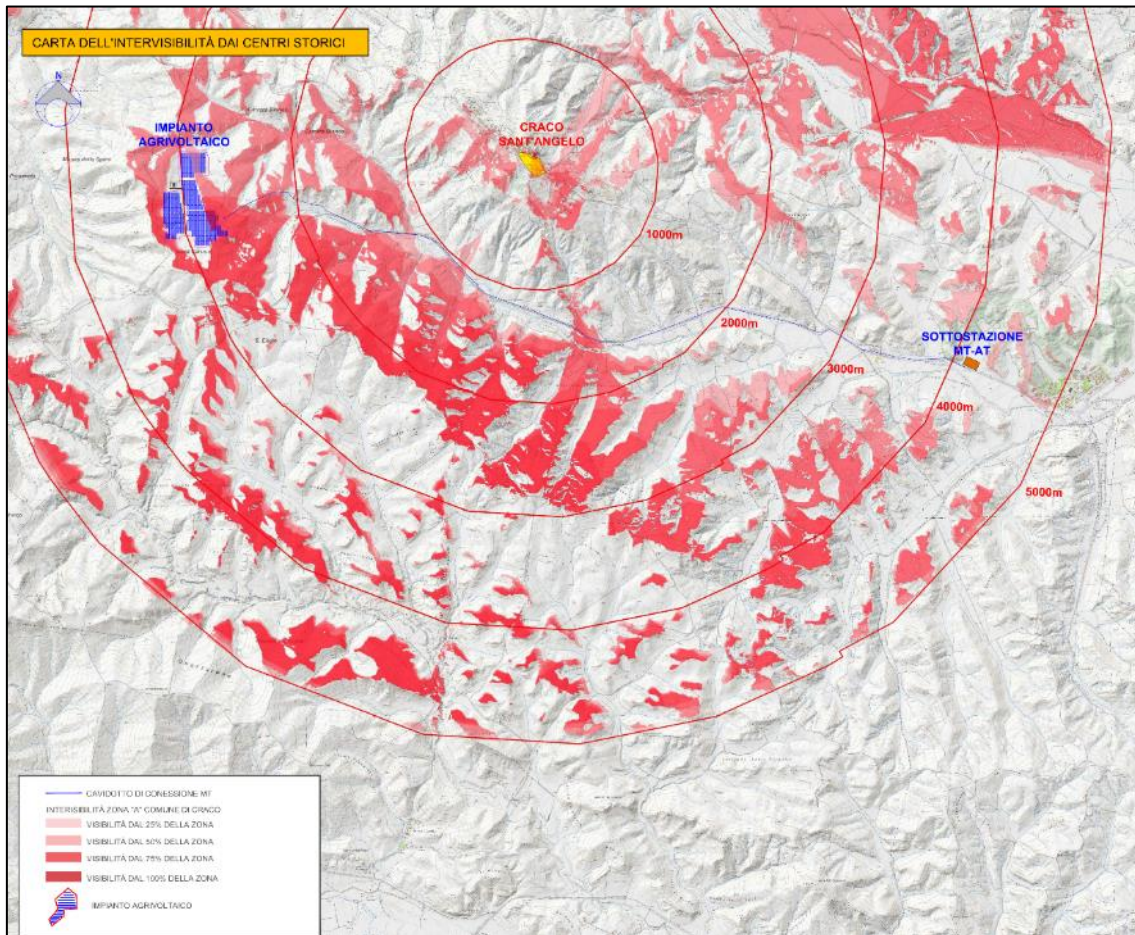 CARTA DELL'INTERVISIBILITÀ DAI CENTRI STORICI
N
IMPIANTO
AGRIVOLTAICO
CRACO
SANT'ANGELO
1000m
2000m
SOTTOSTAZIONE
MT-AT
3000m
4000m
5000m
CAVIDOTTO DI CONESSIONE MT
INTERISIBILITÀ ZONA "A" COMUNE DI CRACO
VISIBILITÀ DAL 25% DELLA ZONA
VISIBILITÀ DAL 50% DELLA ZONA
VISIBILITÀ DAL 75% DELLA ZONA
VISIBILITÀ DAL 100% DELLA ZONA
IMPIANTO AGRIVOLTAICO